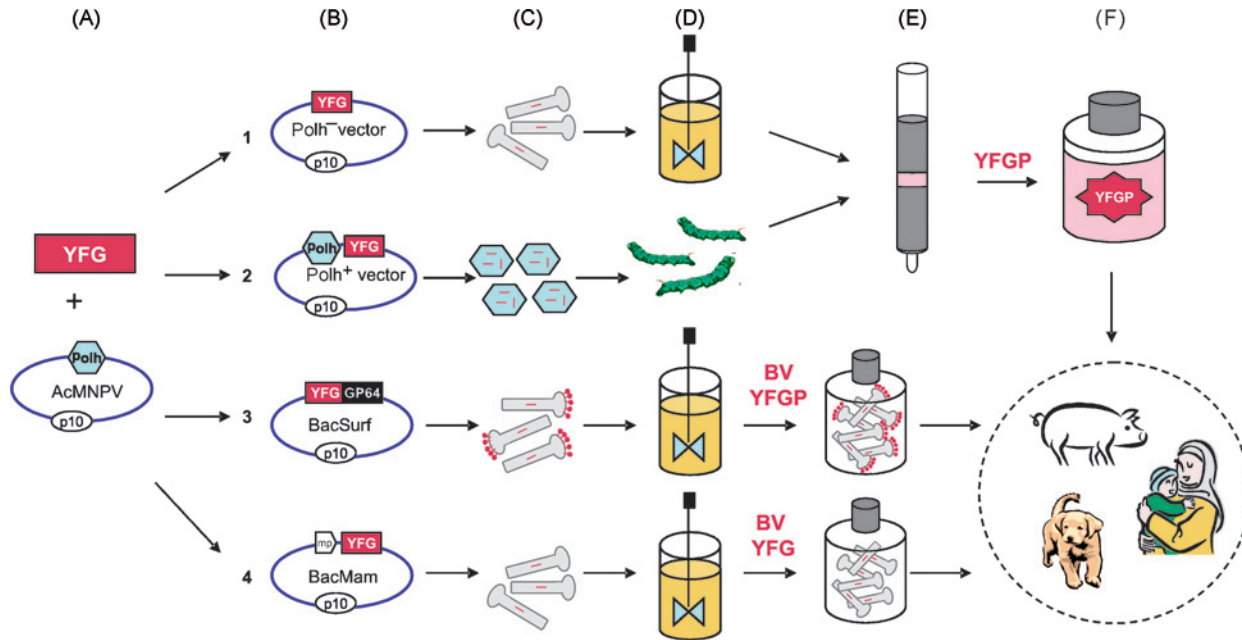 (A) (B) (C) (D) (E) (F)
YFG
1 Polh⁻ vector
p10
YFGP
YFGP
YFG
+
Polh YFG
2 Polh⁺ vector
p10
Polh
AcMNPV
p10
YFG GP64
3 BacSurf
p10
BV
YFGP
mp YFG
4 BacMam
p10
BV
YFG